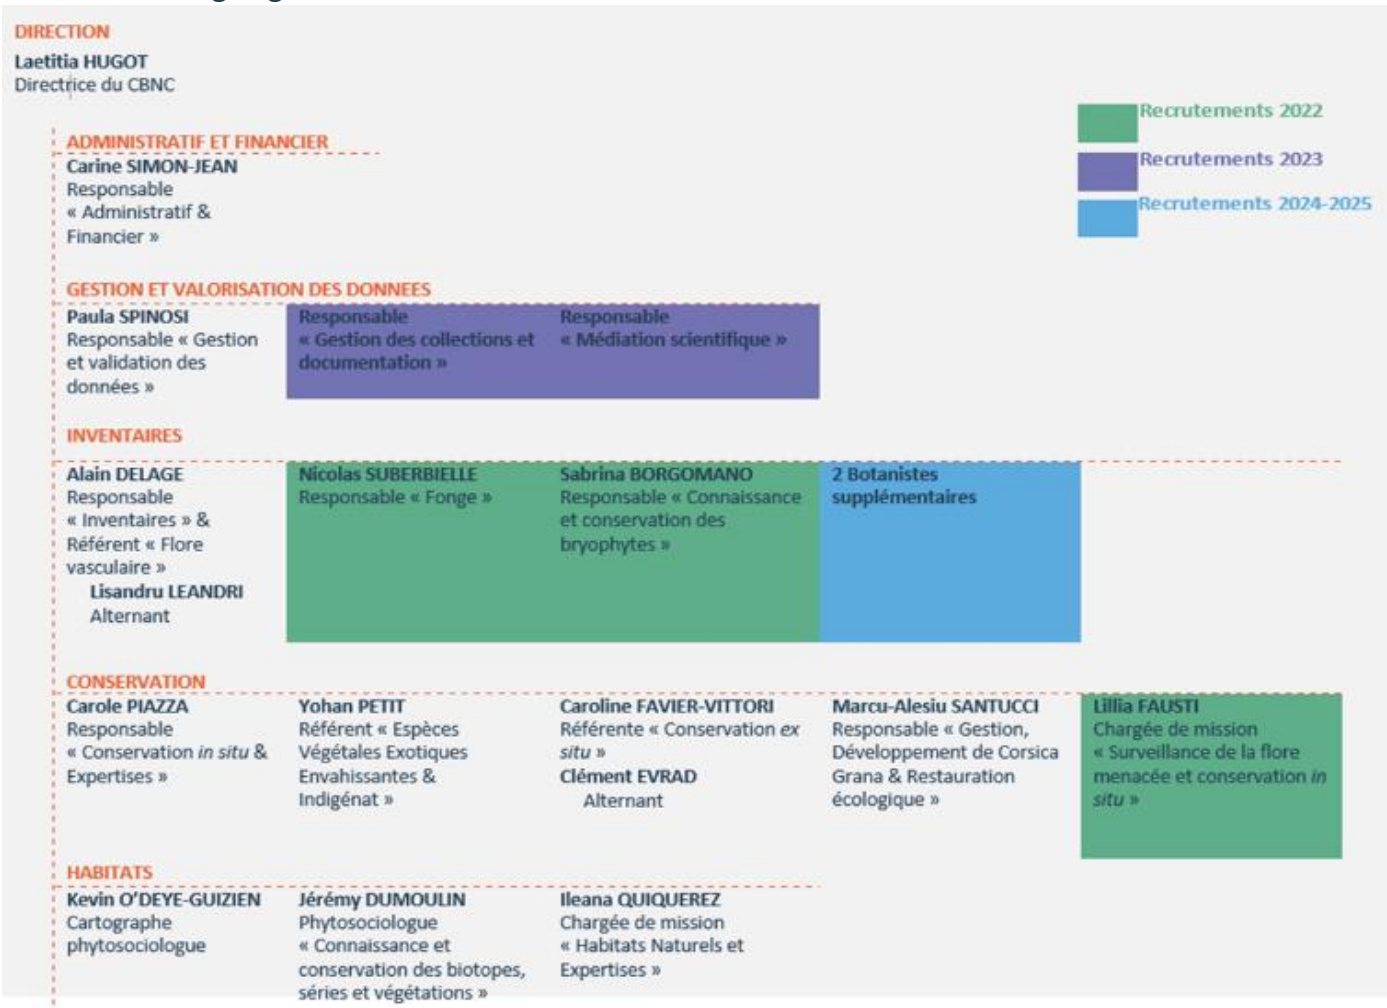 DIRECTION
Laetitia HUGOT
Directrice du CBNC
Recrutements 2022
Recrutements 2023
Recrutements 2024-2025
ADMINISTRATIF ET FINANCIER
Carine SIMON-JEAN
Responsable
« Administratif &
Financier »
GESTION ET VALORISATION DES DONNEES
Paula SPINOSI
Responsable « Gestion
et validation des
données »
Responsable
« Gestion des collections et
documentation »
Responsable
« Médiation scientifique »
INVENTAIRES
Alain DELAGE
Responsable
« Inventaires » &
Référent « Flore
vasculaire »
Lisandru LEANDRI
Alternant
Nicolas SUBERBIELLE
Responsable « Fonge »
Sabrina BORGOMANO
Responsable « Connaissance
et conservation des
bryophytes »
2 Botanistes
supplémentaires
CONSERVATION
Carole PIAZZA
Responsable
« Conservation in situ &
Expertises »
Yohan PETIT
Référent « Espèces
Végétales Exotiques
Envahissantes &
Indigénat »
Caroline FAVIER-VITTORI
Référente « Conservation ex
situ »
Clément EVRAD
Alternant
Marcu-Alesiu SANTUCCI
Responsable « Gestion,
Développement de Corsica
Grana & Restauration
écologique »
Lillia FAUSTI
Chargée de mission
« Surveillance de la flore
menacée et conservation in
situ »
HABITATS
Kevin O’DEYE-GUIZIEN
Cartographe
phytosociologue
Jérémy DUMOULIN
Phytosociologue
« Connaissance et
conservation des biotopes,
séries et végétations »
Ileana QUIQUEREZ
Chargée de mission
« Habitats Naturels et
Expertises »